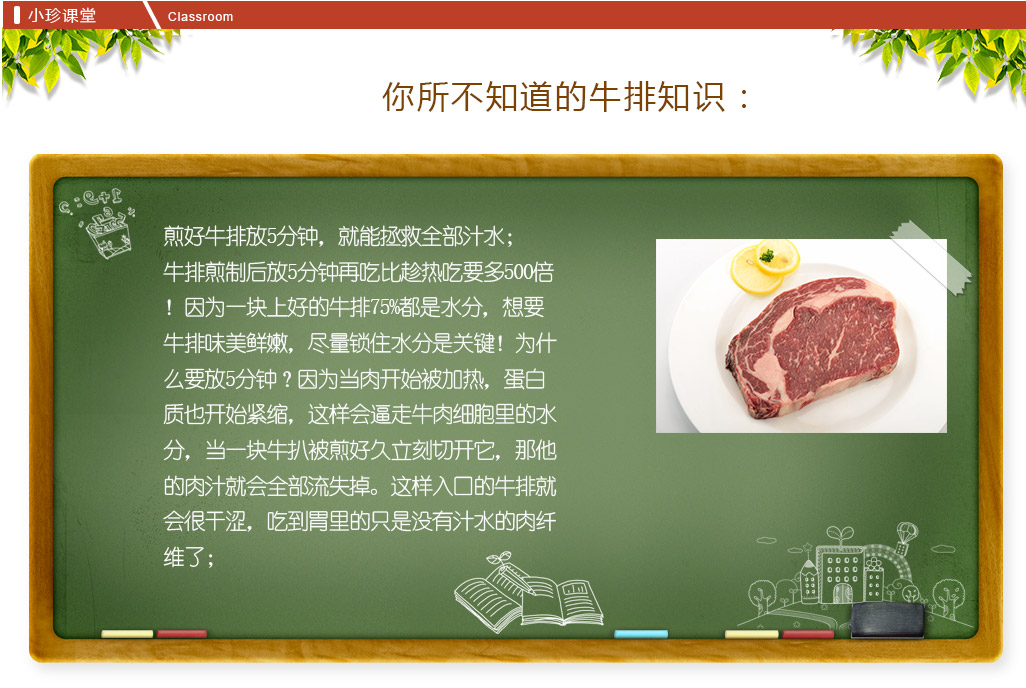 小珍课堂
Classroom
你所不知道的牛排知识：
煎好牛排放5分钟，就能拯救全部汁水；
牛排煎制后放5分钟再吃比趁热吃要多500倍
！因为一块上好的牛排75%都是水分，想要
牛排味美鲜嫩，尽量锁住水分是关键！为什
么要放5分钟？因为当肉开始被加热，蛋白
质也开始紧缩，这样会逼走牛肉细胞里的水
分，当一块牛扒被煎好久立刻切开它，那他
的肉汁就会全部流失掉。这样入口的牛排就
会很干涩，吃到胃里的只是没有汁水的肉纤
维了；